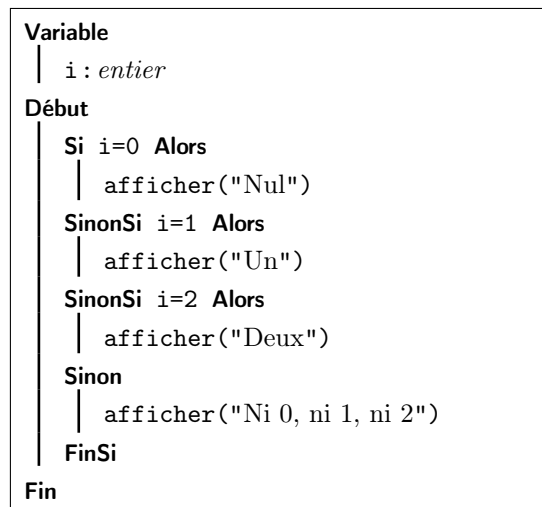 Variable
i : entier
Début
Si i=0 Alors
afficher("Nul")
SinonSi i=1 Alors
afficher("Un")
SinonSi i=2 Alors
afficher("Deux")
Sinon
afficher("Ni 0, ni 1, ni 2")
FinSi
Fin